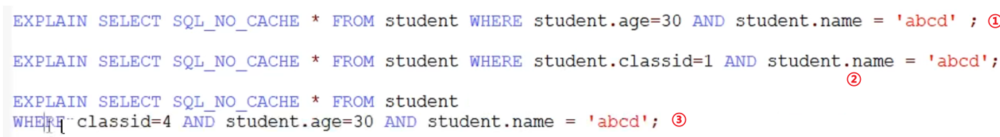 EXPLAIN SELECT SQL_NO_CACHE * FROM student WHERE student.age=30 AND student.name = 'abcd' ; ①
EXPLAIN SELECT SQL_NO_CACHE * FROM student WHERE student.classid=1 AND student.name = 'abcd';
②
EXPLAIN SELECT SQL_NO_CACHE * FROM student
WHERE classid=4 AND student.age=30 AND student.name = 'abcd'; ③